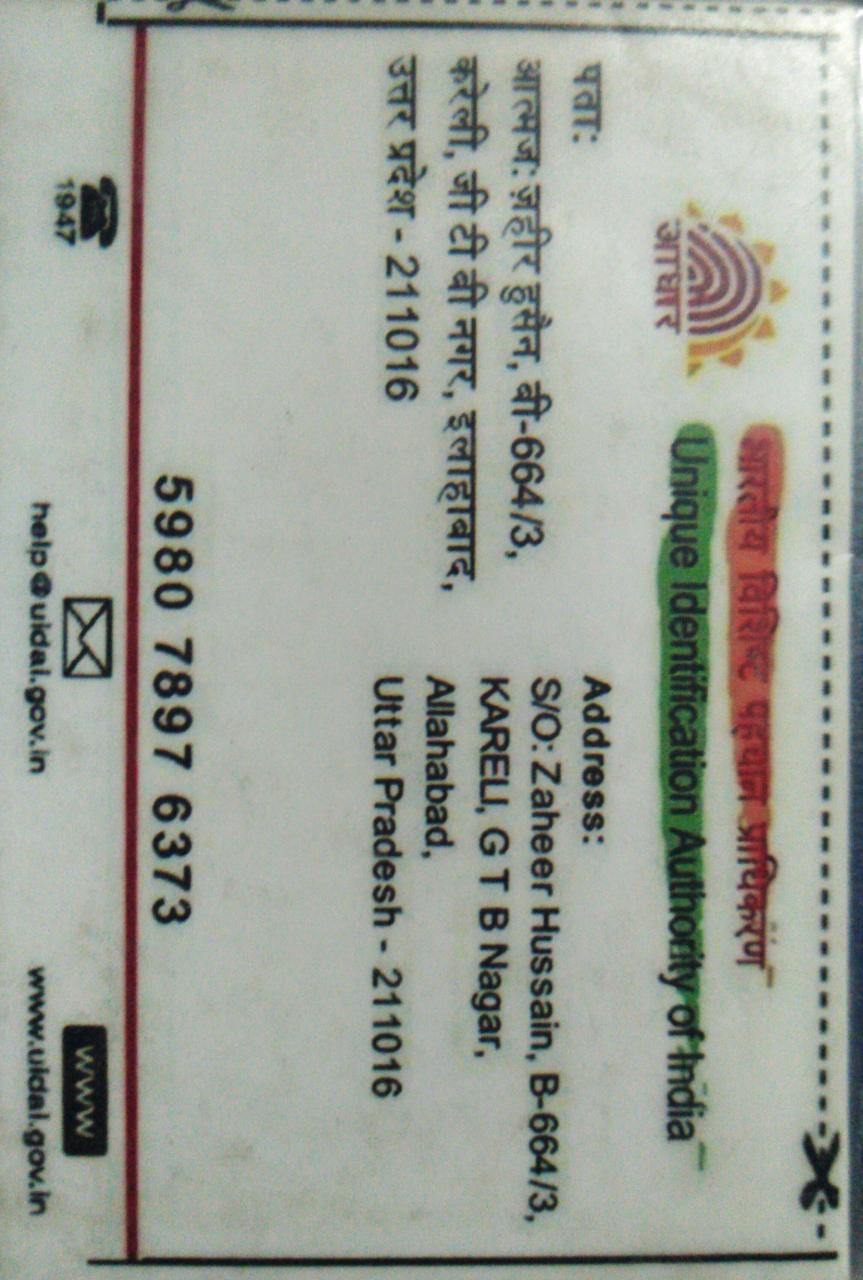 भारतीय विशिष्ट पहचान प्राधिकरण
Unique Identification Authority of India
आधार
पता:
आत्मज: ज़हीर हुसैन, बी-664/3,
करेली, जी टी बी नगर, इलाहाबाद,
उत्तर प्रदेश - 211016
Address:
S/O: Zaheer Hussain, B-664/3,
KARELI, G T B Nagar,
Allahabad,
Uttar Pradesh - 211016
5980 7897 6373
1947
help@uidai.gov.in
www
www.uidai.gov.in